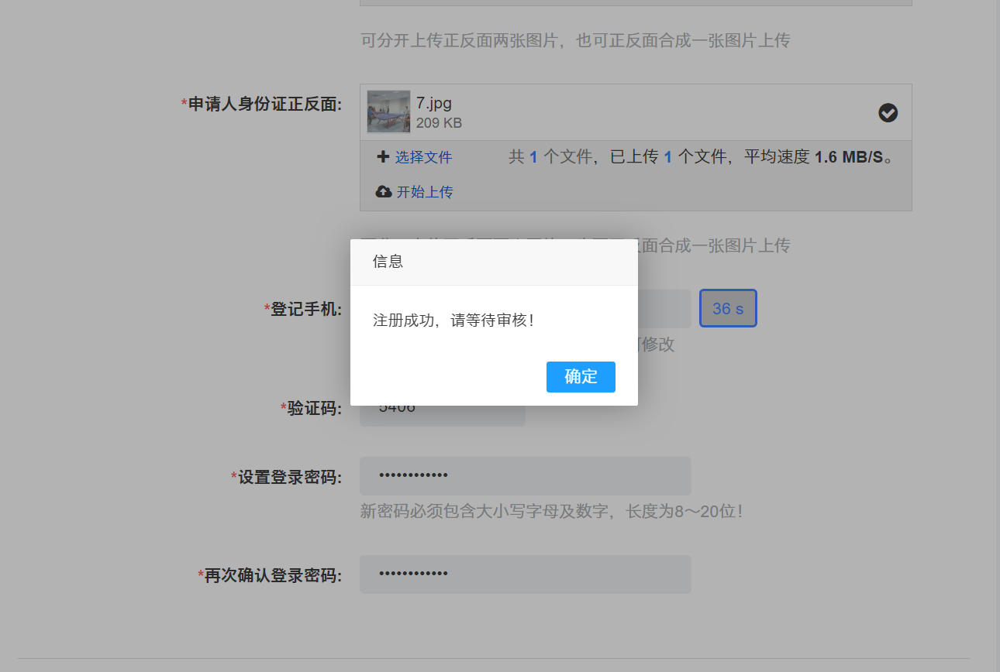 可分开上传正反面两张图片，也可正反面合成一张图片上传
*申请人身份证正反面:
7.jpg
209 KB
选择文件
共 1 个文件，已上传 1 个文件，平均速度 1.6 MB/S。
开始上传
面合成一张图片上传
信息
*登记手机:
36 s
注册成功，请等待审核！
修改
确定
*验证码:
5406
*设置登录密码:
••••••••••••
新密码必须包含大小写字母及数字，长度为8～20位！
*再次确认登录密码:
••••••••••••